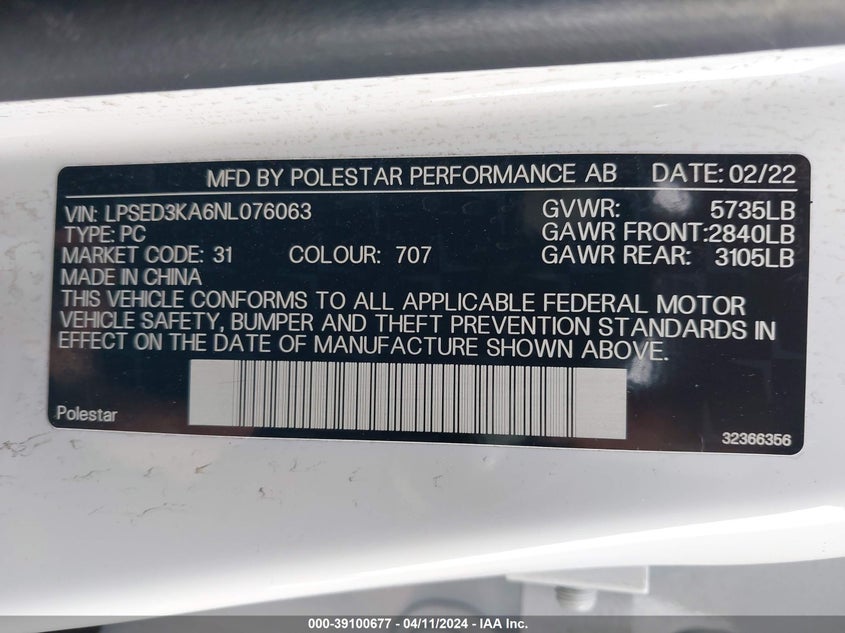 MFD BY POLESTAR PERFORMANCE AB DATE: 02/22
VIN: LPSED3KA6NL076063 GVWR: 5735LB
TYPE: PC GAWR FRONT:2840LB
MARKET CODE: 31 COLOUR: 707 GAWR REAR: 3105LB
MADE IN CHINA
THIS VEHICLE CONFORMS TO ALL APPLICABLE FEDERAL MOTOR
VEHICLE SAFETY, BUMPER AND THEFT PREVENTION STANDARDS IN
EFFECT ON THE DATE OF MANUFACTURE SHOWN ABOVE.
Polestar 32366356
000-39100677 - 04/11/2024 - IAA Inc.